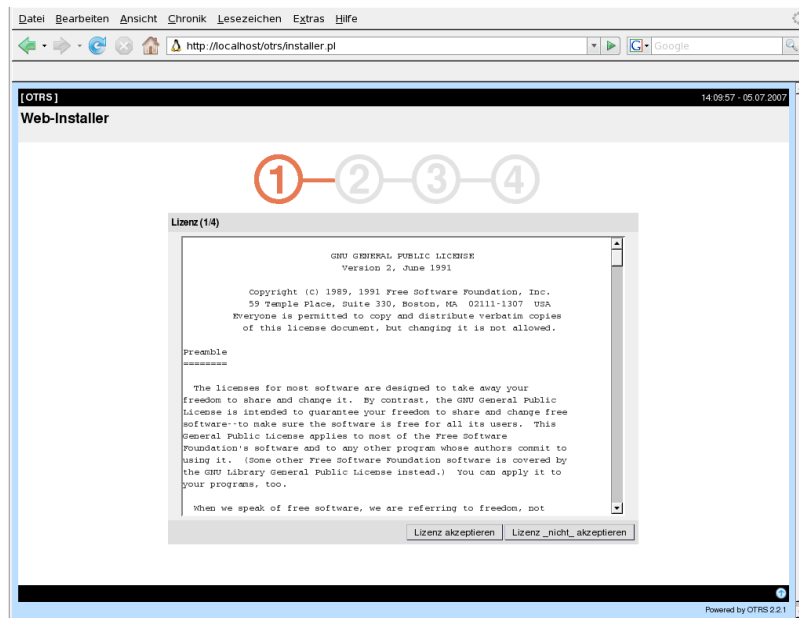 Datei Bearbeiten Ansicht Chronik Lesezeichen Extras Hilfe
http://localhost/otrs/installer.pl
G Google
[ OTRS ] 14:09:57 - 05.07.2007
Web-Installer
1 2 3 4
Lizenz (1/4)
GNU GENERAL PUBLIC LICENSE
Version 2, June 1991
Copyright (C) 1989, 1991 Free Software Foundation, Inc.
59 Temple Place, Suite 330, Boston, MA 02111-1307 USA
Everyone is permitted to copy and distribute verbatim copies
of this license document, but changing it is not allowed.
Preamble
========
The licenses for most software are designed to take away your
freedom to share and change it. By contrast, the GNU General Public
License is intended to guarantee your freedom to share and change free
software--to make sure the software is free for all its users. This
General Public License applies to most of the Free Software
Foundation's software and to any other program whose authors commit to
using it. (Some other Free Software Foundation software is covered by
the GNU Library General Public License instead.) You can apply it to
your programs, too.
When we speak of free software, we are referring to freedom, not
Lizenz akzeptieren Lizenz _nicht_ akzeptieren
Powered by OTRS 2.2.1